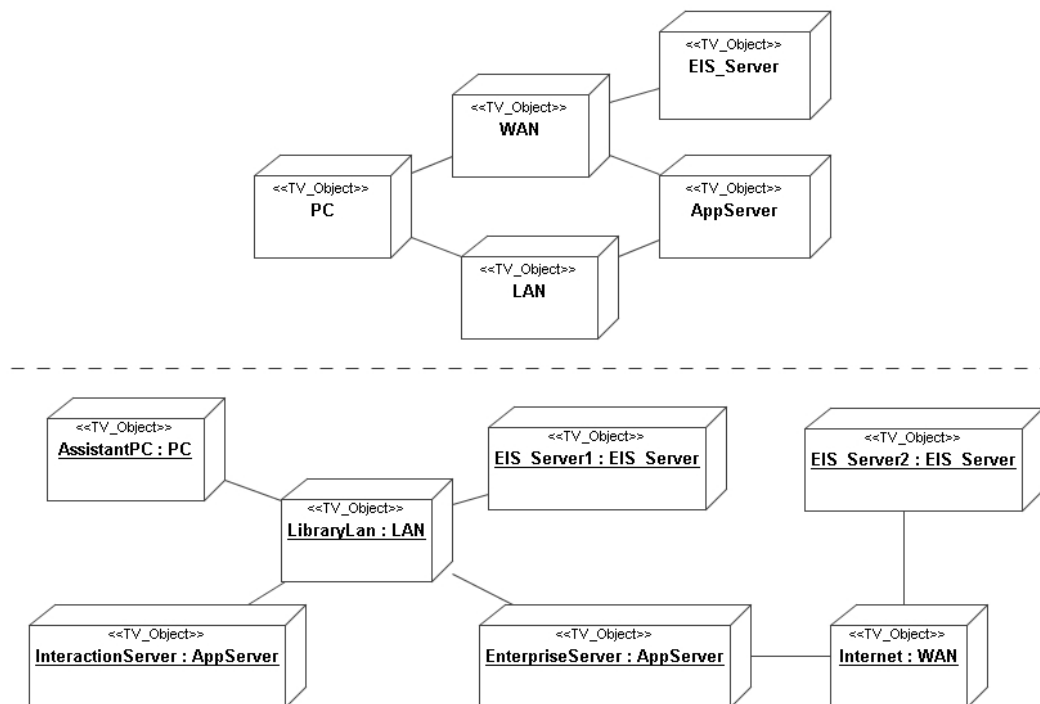 <<TV_Object>>
EIS_Server
<<TV_Object>>
WAN
<<TV_Object>>
PC
<<TV_Object>>
AppServer
<<TV_Object>>
LAN
<<TV_Object>>
AssistantPC : PC
<<TV_Object>>
EIS_Server1 : EIS_Server
<<TV_Object>>
EIS_Server2 : EIS_Server
<<TV_Object>>
LibraryLan : LAN
<<TV_Object>>
InteractionServer : AppServer
<<TV_Object>>
EnterpriseServer : AppServer
<<TV_Object>>
Internet : WAN